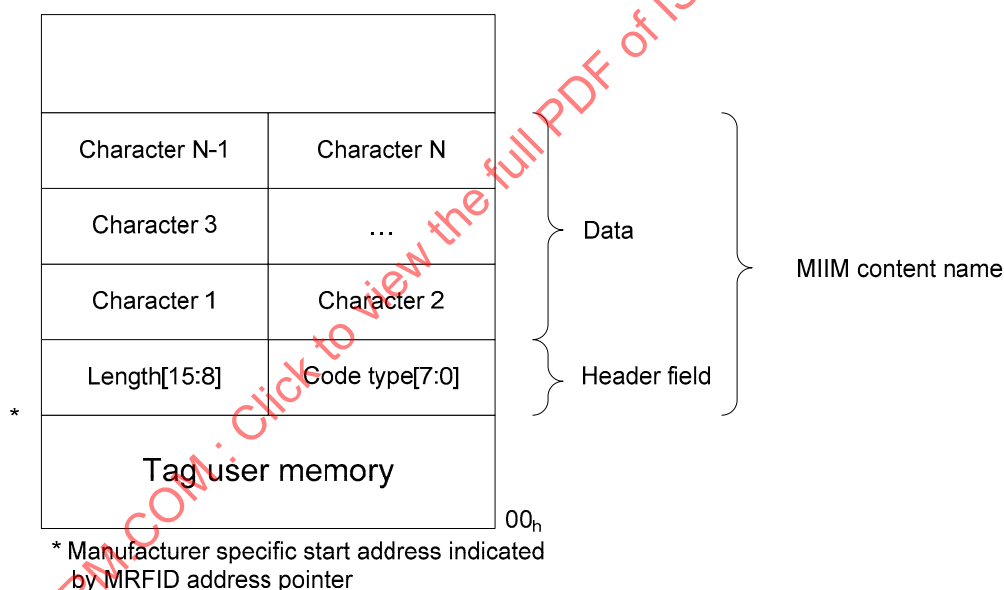 Character N-1 Character N
Character 3 ...
Data
Character 1 Character 2
MIIM content name
Length[15:8] Code type[7:0]
Header field
*
Tag user memory
00h
* Manufacturer specific start address indicated
by MRFID address pointer
RM.COM : Click to view the full PDF of IS